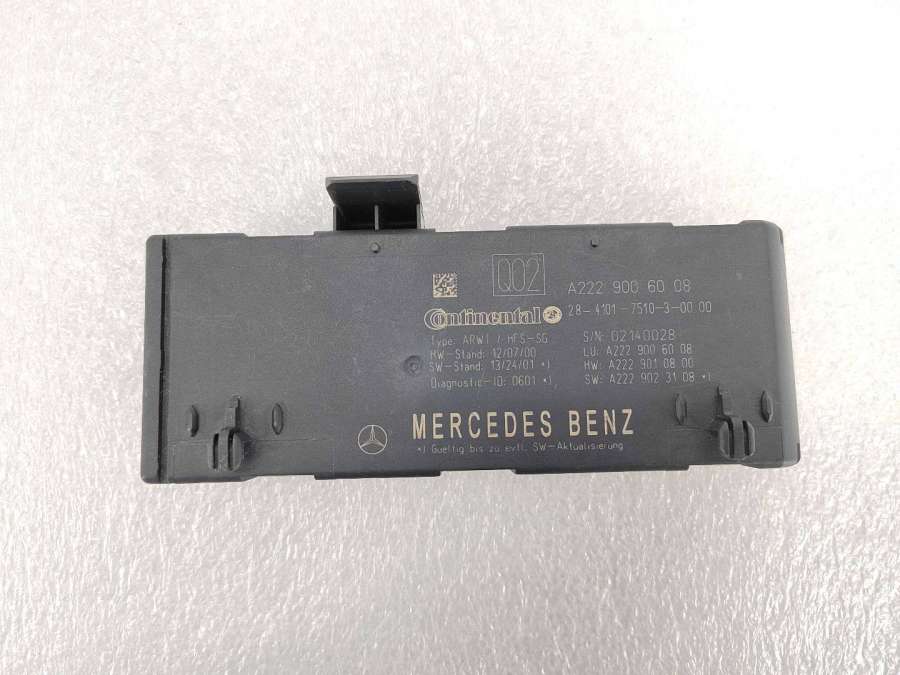 Q02
A222 900 60 08
Continental
28-4101-7510-3-00 00
Type: ARWT / HFS-SG
S/N: 02140028
HW-Stand: 12/07/00
LU: A222 900 60 08
SW-Stand: 13/24/01 *)
HW: A222 901 08 00
Diagnostic-ID: 0601 *)
SW: A222 902 31 08 *)
MERCEDES BENZ
*) Gueltig bis zu evtl. SW-Aktualisierung